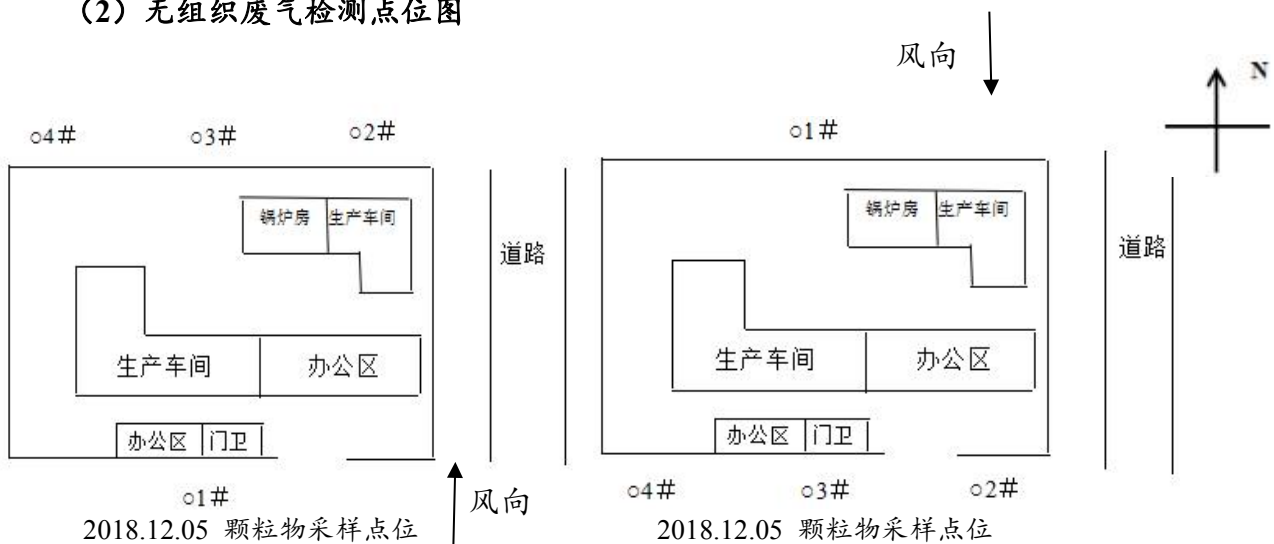 （2）无组织废气检测点位图
风向
N
○4# ○3# ○2#
锅炉房 生产车间
道路
生产车间 办公区
办公区 门卫
○1#
风向
2018.12.05 颗粒物采样点位
○1#
锅炉房 生产车间
道路
生产车间 办公区
办公区 门卫
○4# ○3# ○2#
2018.12.05 颗粒物采样点位